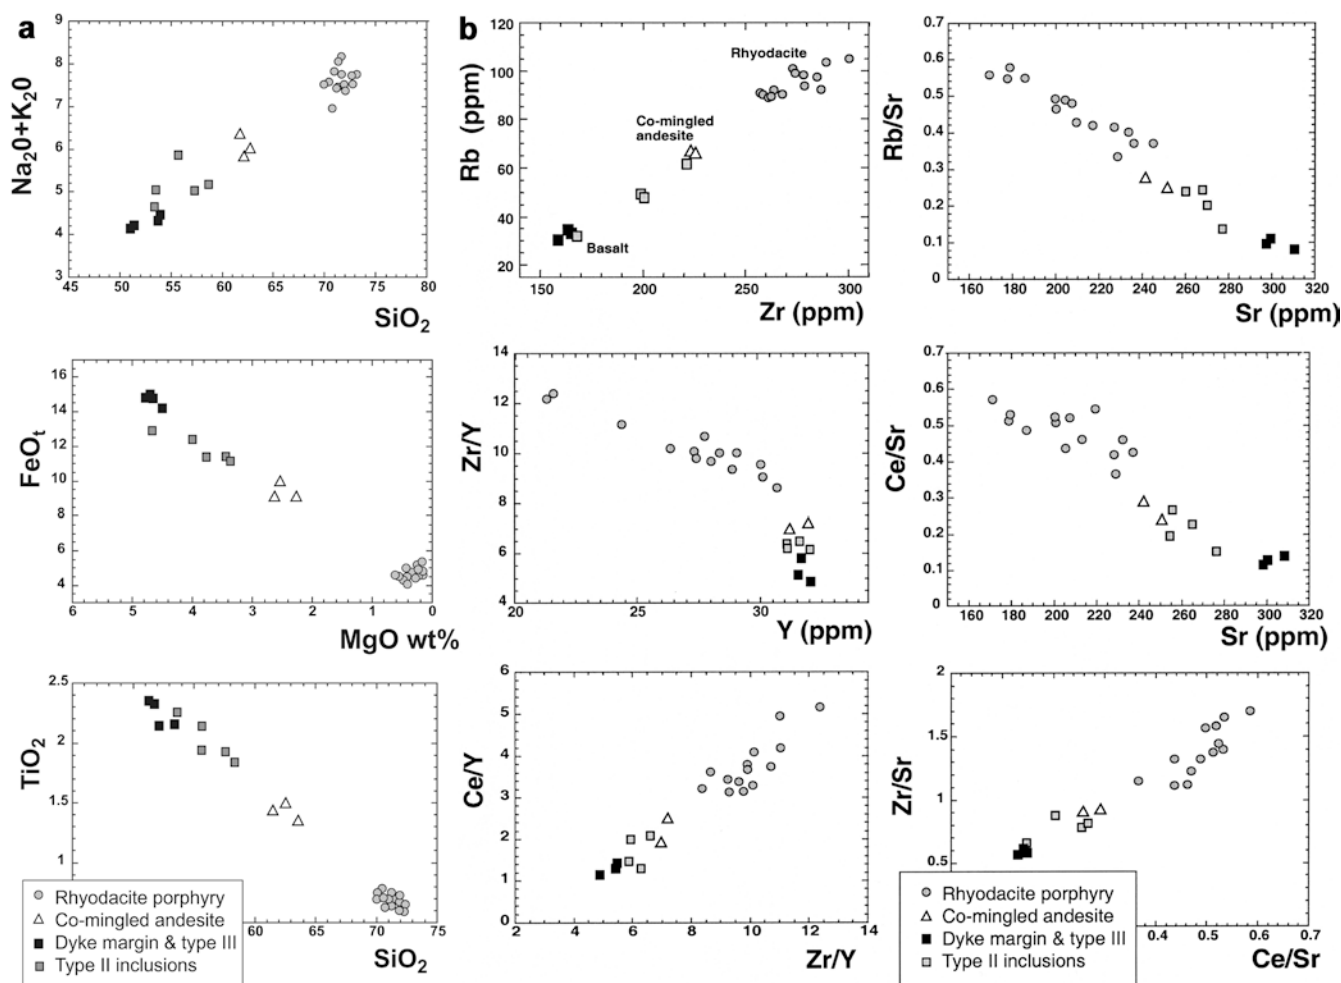 a
9
8
7
6
5
4
3
Na₂0+K₂0
45 50 55 60 65 70 75 80
SiO₂
b
120
100
80
60
40
20
Rb (ppm)
Rhyodacite
Co-mingled
andesite
Basalt
150 200 250 300
Zr (ppm)
0.7
0.6
0.5
0.4
0.3
0.2
0.1
0
Rb/Sr
160 180 200 220 240 260 280 300 320
Sr (ppm)
16
14
12
10
8
6
4
FeOₜ
6 5 4 3 2 1 0
MgO wt%
14
12
10
8
6
4
Zr/Y
20 25 30
Y (ppm)
0.7
0.6
0.5
0.4
0.3
0.2
0.1
0
Ce/Sr
160 180 200 220 240 260 280 300 320
Sr (ppm)
2.5
2
1.5
1
TiO₂
60 65 70 75
SiO₂
Rhyodacite porphyry
Co-mingled andesite
Dyke margin & type III
Type II inclusions
6
5
4
3
2
1
0
Ce/Y
2 4 6 8 10 12 14
Zr/Y
2
1.5
1
0.5
Zr/Sr
0.4 0.5 0.6 0.7
Ce/Sr
Rhyodacite porphyry
Co-mingled andesite
Dyke margin & type III
Type II inclusions